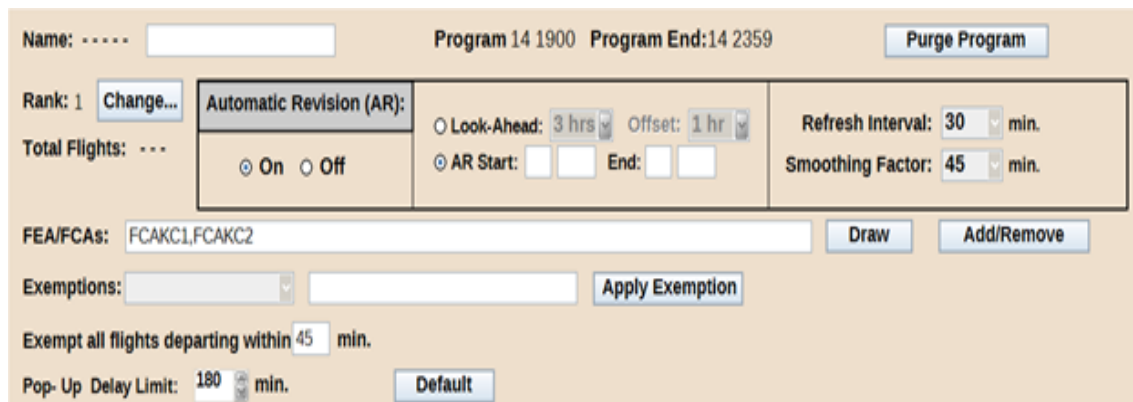 Name: - - - - - Program 14 1900 Program End:14 2359 Purge Program
Rank: 1 Change... Automatic Revision (AR):
Look-Ahead: 3 hrs Offset: 1 hr Refresh Interval: 30 min.
Total Flights: - - - On Off AR Start: End: Smoothing Factor: 45 min.
FEA/FCAs: FCAKC1,FCAKC2 Draw Add/Remove
Exemptions: Apply Exemption
Exempt all flights departing within 45 min.
Pop- Up Delay Limit: 180 min. Default